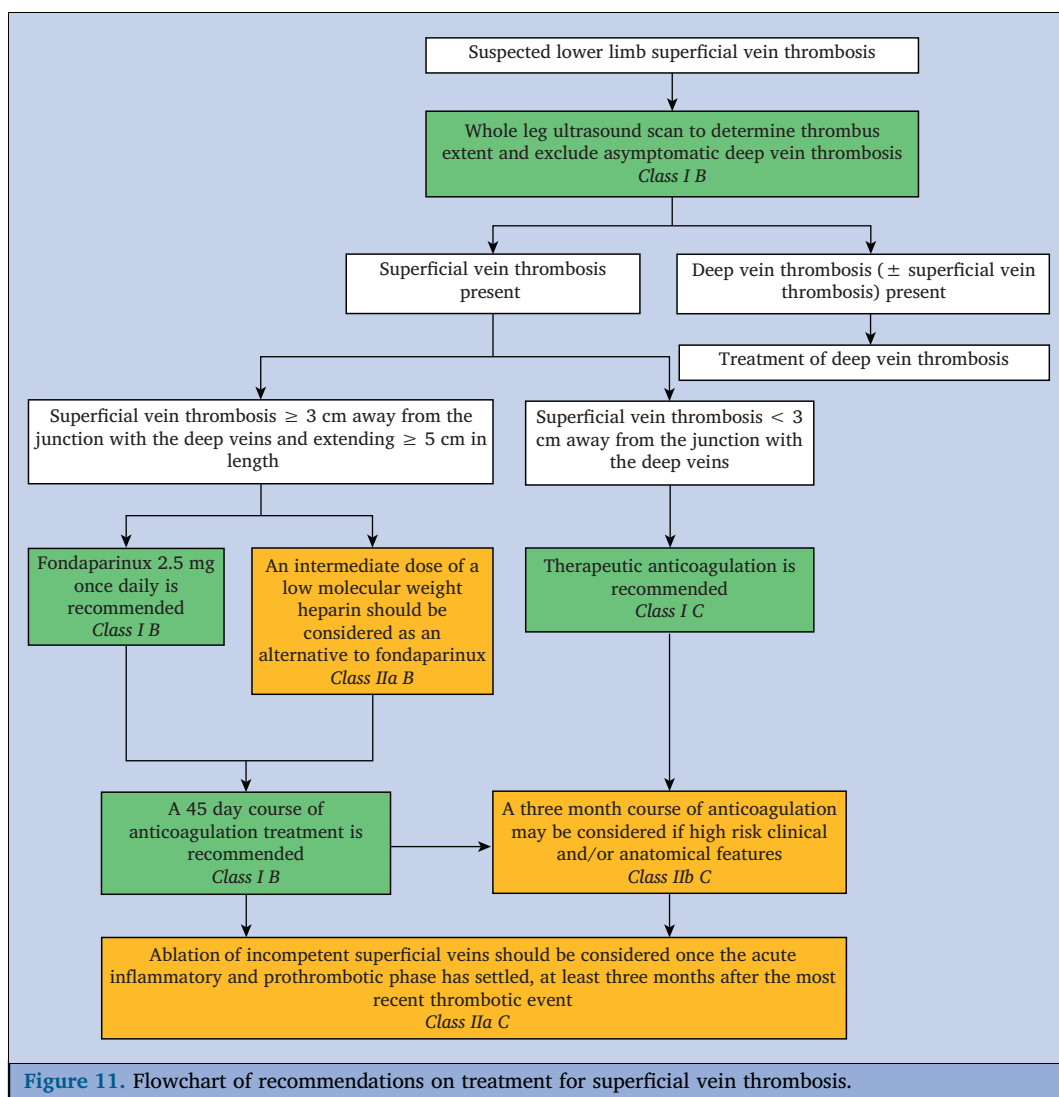 Suspected lower limb superficial vein thrombosis
Whole leg ultrasound scan to determine thrombus
extent and exclude asymptomatic deep vein thrombosis
Class I B
Superficial vein thrombosis
present
Deep vein thrombosis (± superficial vein
thrombosis) present
Treatment of deep vein thrombosis
Superficial vein thrombosis ≥ 3 cm away from the
junction with the deep veins and extending ≥ 5 cm in
length
Superficial vein thrombosis < 3
cm away from the junction with
the deep veins
Fondaparinux 2.5 mg
once daily is
recommended
Class I B
An intermediate dose of a
low molecular weight
heparin should be
considered as an
alternative to fondaparinux
Class IIa B
Therapeutic anticoagulation is
recommended
Class I C
A 45 day course of
anticoagulation treatment is
recommended
Class I B
A three month course of anticoagulation
may be considered if high risk clinical
and/or anatomical features
Class IIb C
Ablation of incompetent superficial veins should be considered once the acute
inflammatory and prothrombotic phase has settled, at least three months after the most
recent thrombotic event
Class IIa C
Figure 11. Flowchart of recommendations on treatment for superficial vein thrombosis.